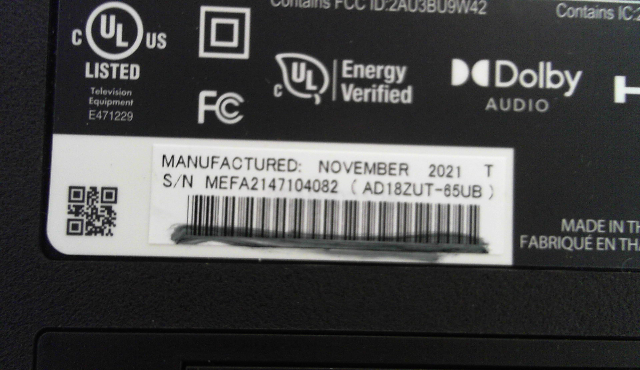 Contains FCC ID:2AU3BU9W42
Contains IC:2
C UL US
LISTED
Television
Equipment
E471229
FC
C UL Energy
Verified
Dolby
AUDIO
MANUFACTURED: NOVEMBER 2021 T
S/N MEFA2147104082 ( AD18ZUT-65UB )
MADE IN TH
FABRIQUÉ EN THA